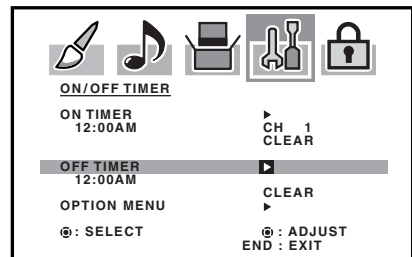 ON/OFF TIMER
ON TIMER ▶
12:00AM CH 1
CLEAR
OFF TIMER ▶
12:00AM
CLEAR
OPTION MENU ▶
: SELECT : ADJUST
END : EXIT